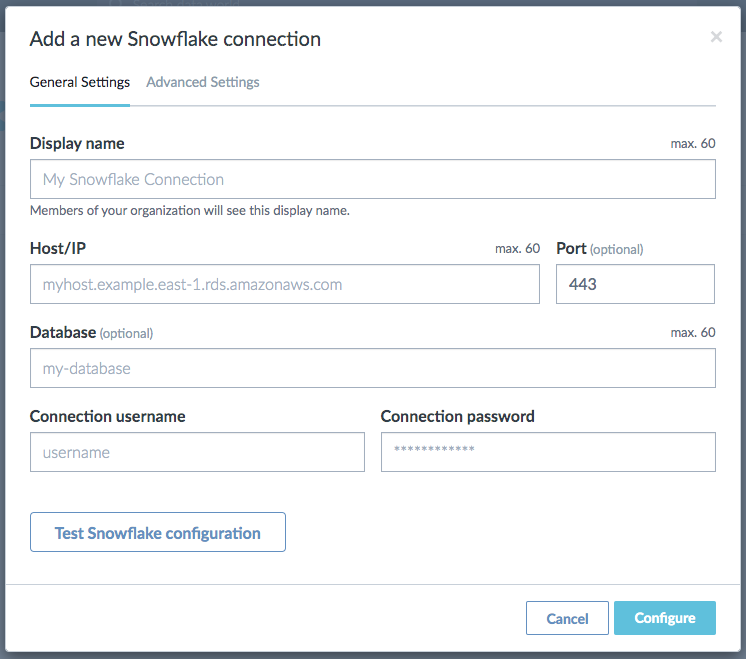 Add a new Snowflake connection ×
General Settings Advanced Settings
Display name max. 60
My Snowflake Connection
Members of your organization will see this display name.
Host/IP max. 60 Port (optional)
myhost.example.east-1.rds.amazonaws.com 443
Database (optional) max. 60
my-database
Connection username Connection password
username ************
Test Snowflake configuration
Cancel Configure